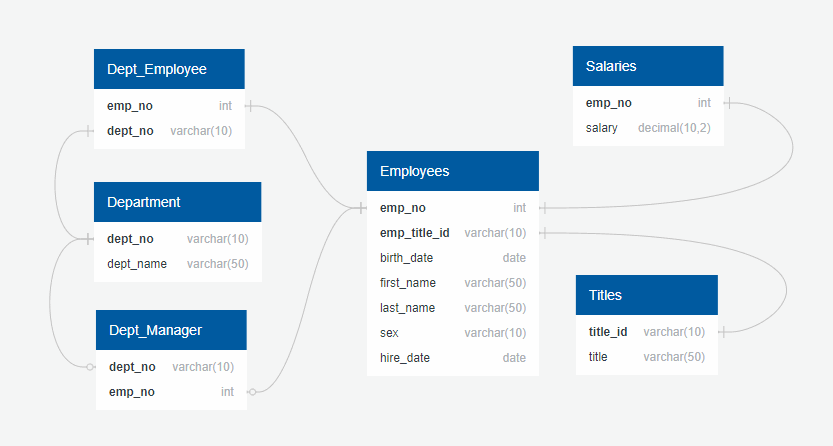 Dept_Employee
emp_no int
dept_no varchar(10)
Department
dept_no varchar(10)
dept_name varchar(50)
Dept_Manager
dept_no varchar(10)
emp_no int
Employees
emp_no int
emp_title_id varchar(10)
birth_date date
first_name varchar(50)
last_name varchar(50)
sex varchar(10)
hire_date date
Salaries
emp_no int
salary decimal(10,2)
Titles
title_id varchar(10)
title varchar(50)